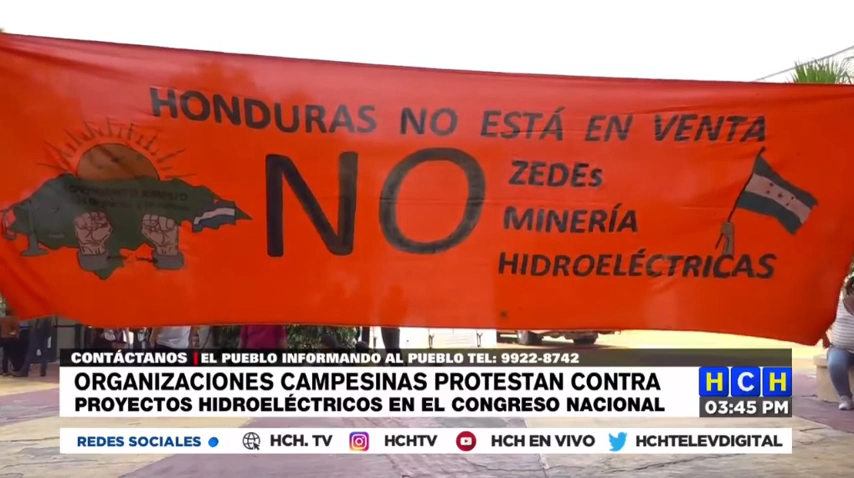 HONDURAS NO ESTÁ EN VENTA
NO
ZEDEs
MINERÍA
HIDROELÉCTRICAS
CONTÁCTANOS | EL PUEBLO INFORMANDO AL PUEBLO TEL: 9922-8742
ORGANIZACIONES CAMPESINAS PROTESTAN CONTRA
PROYECTOS HIDROELÉCTRICOS EN EL CONGRESO NACIONAL
HCH
03:45 PM
REDES SOCIALES HCH. TV HCHTV HCH EN VIVO HCHTELEVDIGITAL